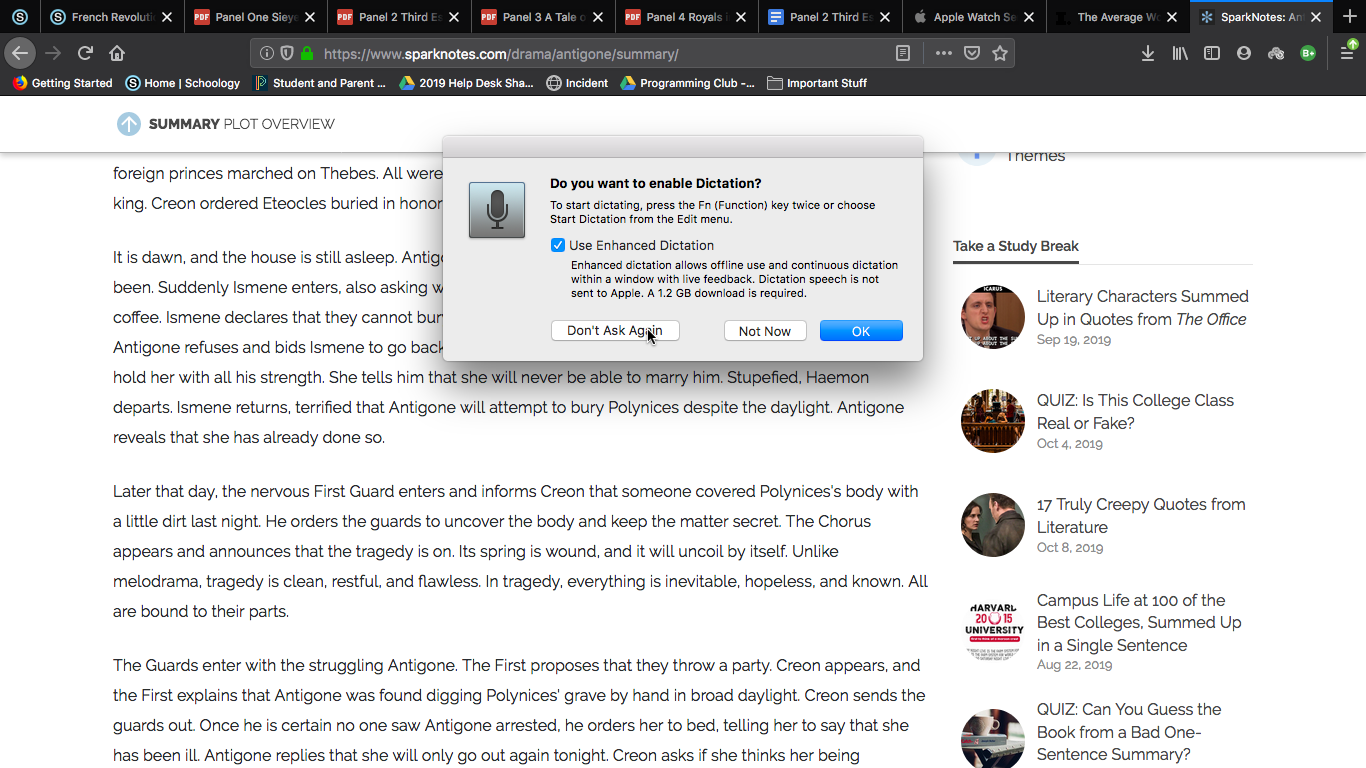 French Revoluti
Panel One Sieye
Panel 2 Third Es
Panel 3 A Tale o
Panel 4 Royals i
Panel 2 Third Es
Apple Watch Se
The Average Wo
SparkNotes: Ant
https://www.sparknotes.com/drama/antigone/summary/
Getting Started
Home | Schoology
Student and Parent ...
2019 Help Desk Sha...
Incident
Programming Club -...
Important Stuff
SUMMARY PLOT OVERVIEW
foreign princes marched on Thebes. All were
king. Creon ordered Eteocles buried in honor
It is dawn, and the house is still asleep. Antig
been. Suddenly Ismene enters, also asking w
coffee. Ismene declares that they cannot bur
Antigone refuses and bids Ismene to go back
hold her with all his strength. She tells him that she will never be able to marry him. Stupefied, Haemon
departs. Ismene returns, terrified that Antigone will attempt to bury Polynices despite the daylight. Antigone
reveals that she has already done so.
Later that day, the nervous First Guard enters and informs Creon that someone covered Polynices's body with
a little dirt last night. He orders the guards to uncover the body and keep the matter secret. The Chorus
appears and announces that the tragedy is on. Its spring is wound, and it will uncoil by itself. Unlike
melodrama, tragedy is clean, restful, and flawless. In tragedy, everything is inevitable, hopeless, and known. All
are bound to their parts.
The Guards enter with the struggling Antigone. The First proposes that they throw a party. Creon appears, and
the First explains that Antigone was found digging Polynices' grave by hand in broad daylight. Creon sends the
guards out. Once he is certain no one saw Antigone arrested, he orders her to bed, telling her to say that she
has been ill. Antigone replies that she will only go out again tonight. Creon asks if she thinks her being
Do you want to enable Dictation?
To start dictating, press the Fn (Function) key twice or choose
Start Dictation from the Edit menu.
Use Enhanced Dictation
Enhanced dictation allows offline use and continuous dictation
within a window with live feedback. Dictation speech is not
sent to Apple. A 1.2 GB download is required.
Don't Ask Again
Not Now
OK
Themes
Take a Study Break
ICARUS
Literary Characters Summed
Up in Quotes from The Office
Sep 19, 2019
QUIZ: Is This College Class
Real or Fake?
Oct 4, 2019
17 Truly Creepy Quotes from
Literature
Oct 8, 2019
HARVARD
2015
UNIVERSITY
Campus Life at 100 of the
Best Colleges, Summed Up
in a Single Sentence
Aug 22, 2019
QUIZ: Can You Guess the
Book from a Bad One-
Sentence Summary?